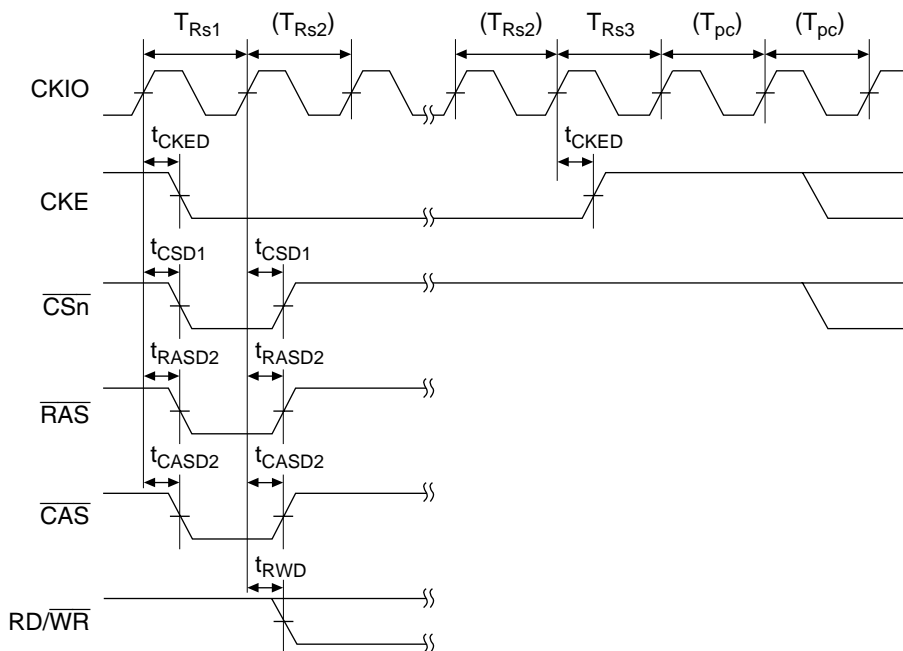 TRs1 (TRs2) (TRs2) TRs3 (Tpc) (Tpc)
CKIO
tCKED tCKED
CKE
tCSD1 tCSD1
CSn
tRASD2 tRASD2
RAS
tCASD2 tCASD2
CAS
tRWD
RD/WR